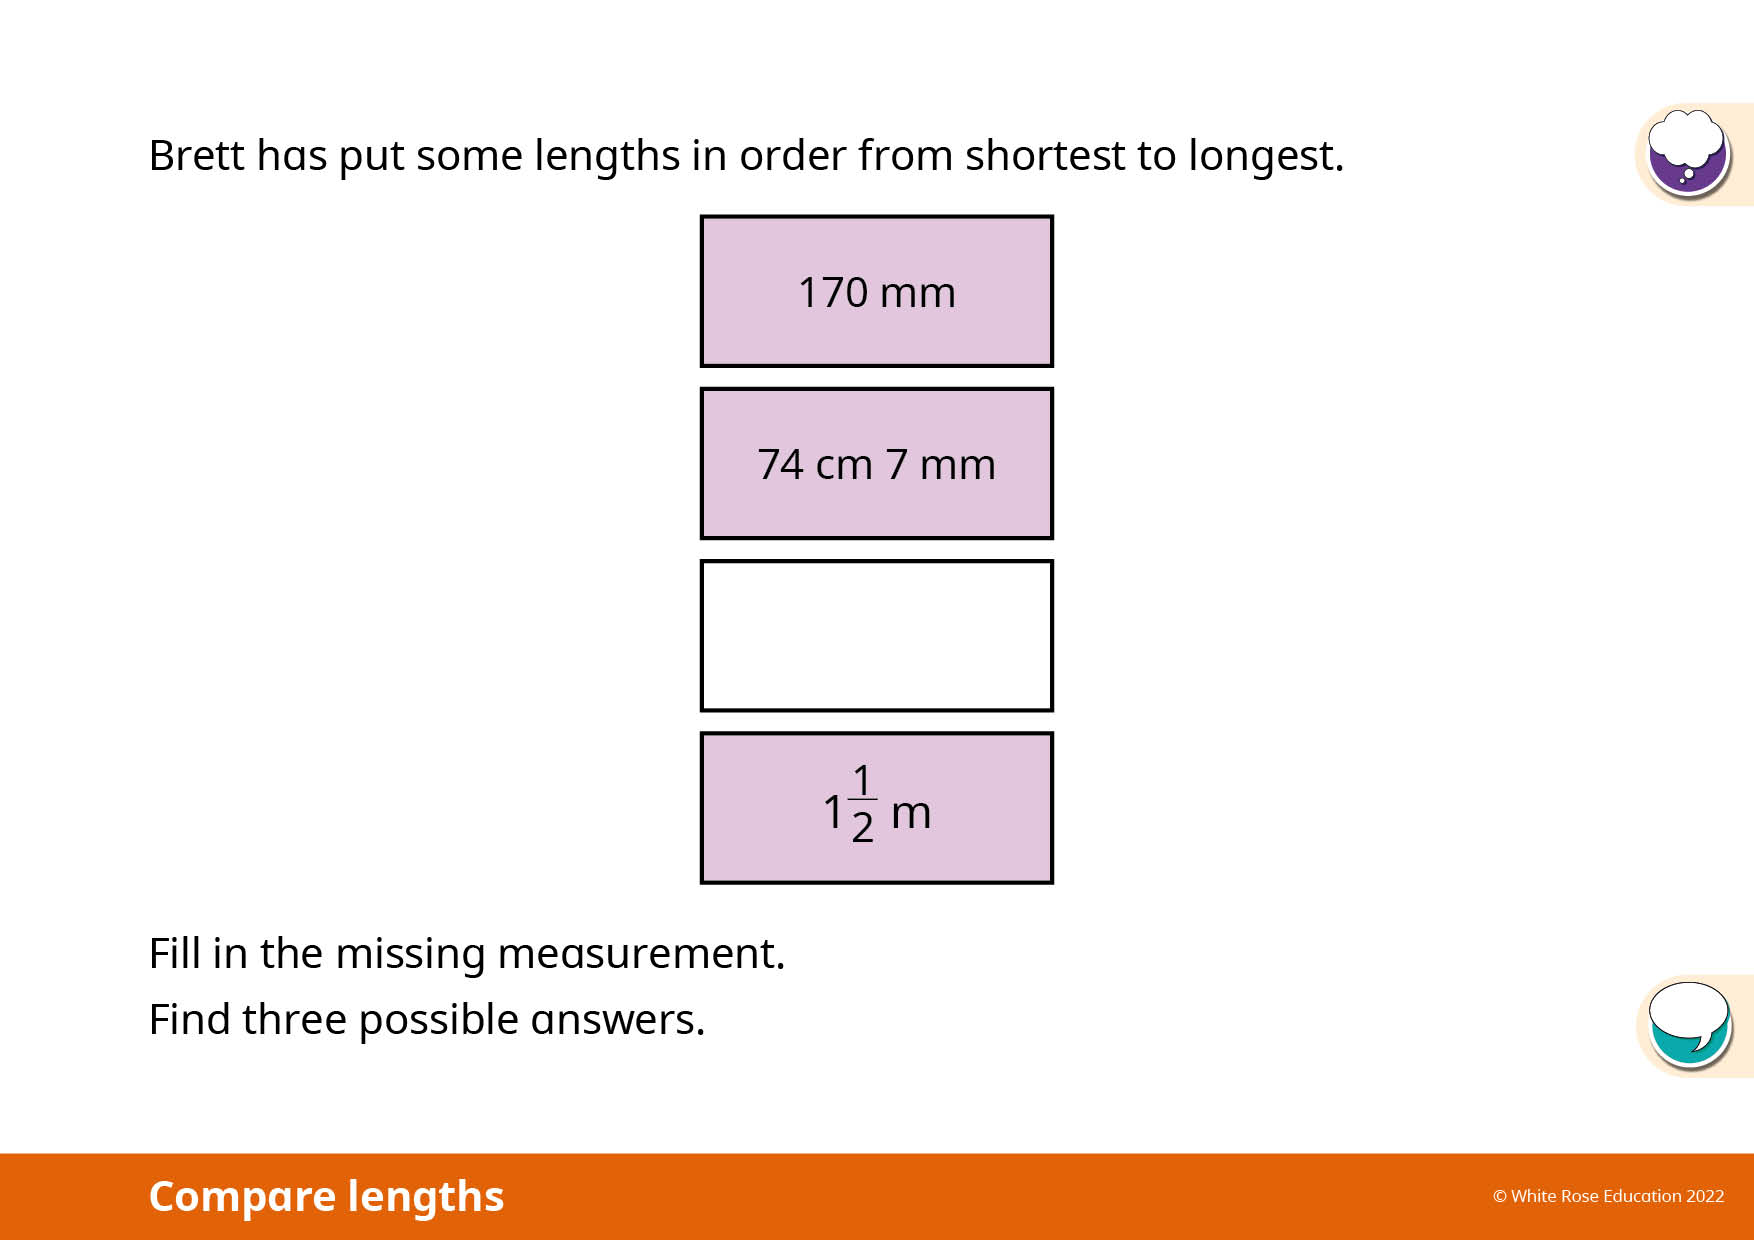 Brett has put some lengths in order from shortest to longest.
170 mm
74 cm 7 mm
1 1/2 m
Fill in the missing measurement.
Find three possible answers.
Compare lengths
© White Rose Education 2022